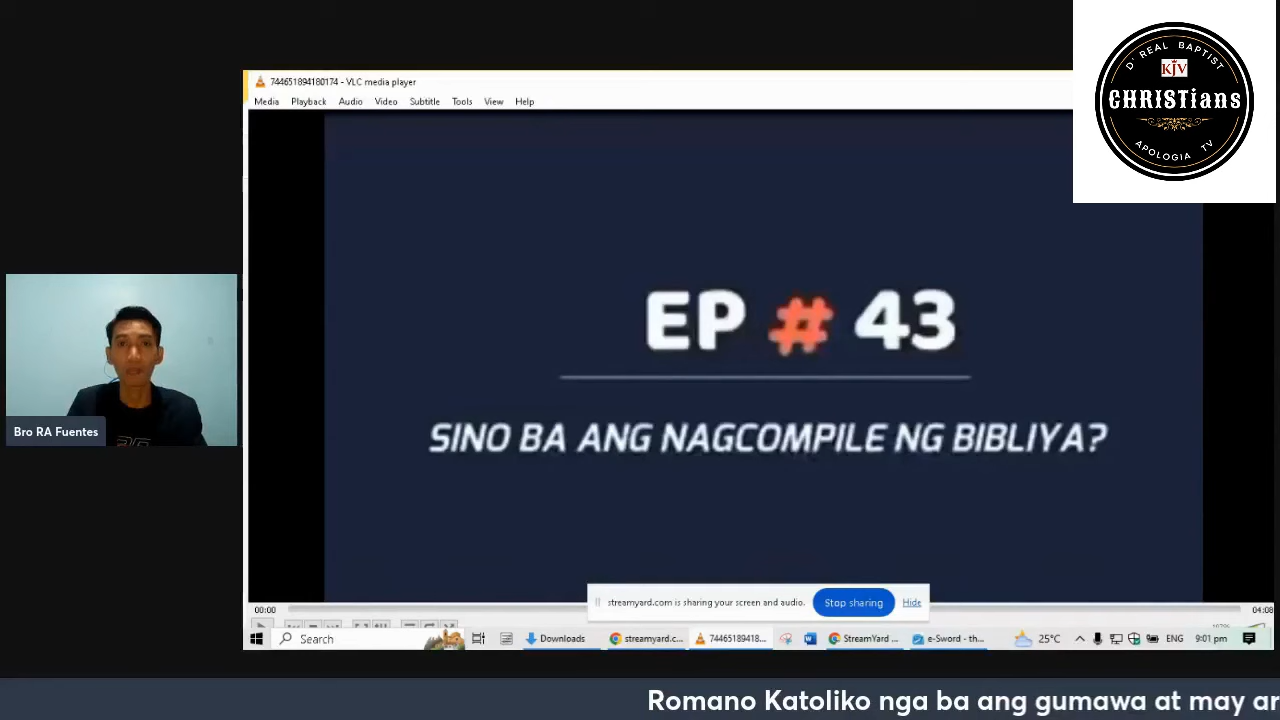 D' REAL BAPTIST
KJV
CHRISTians
APOLOGIA TV
744651894180174 - VLC media player
Media Playback Audio Video Subtitle Tools View Help
EP # 43
SINO BA ANG NAGCOMPILE NG BIBLIYA?
Bro RA Fuentes
streamyard.com is sharing your screen and audio. Stop sharing Hide
00:00 04:08
Search Downloads streamyard.c... 74465189418... StreamYard ... e-Sword - th... 25°C ENG 9:01 pm
Romano Katoliko nga ba ang gumawa at may ar